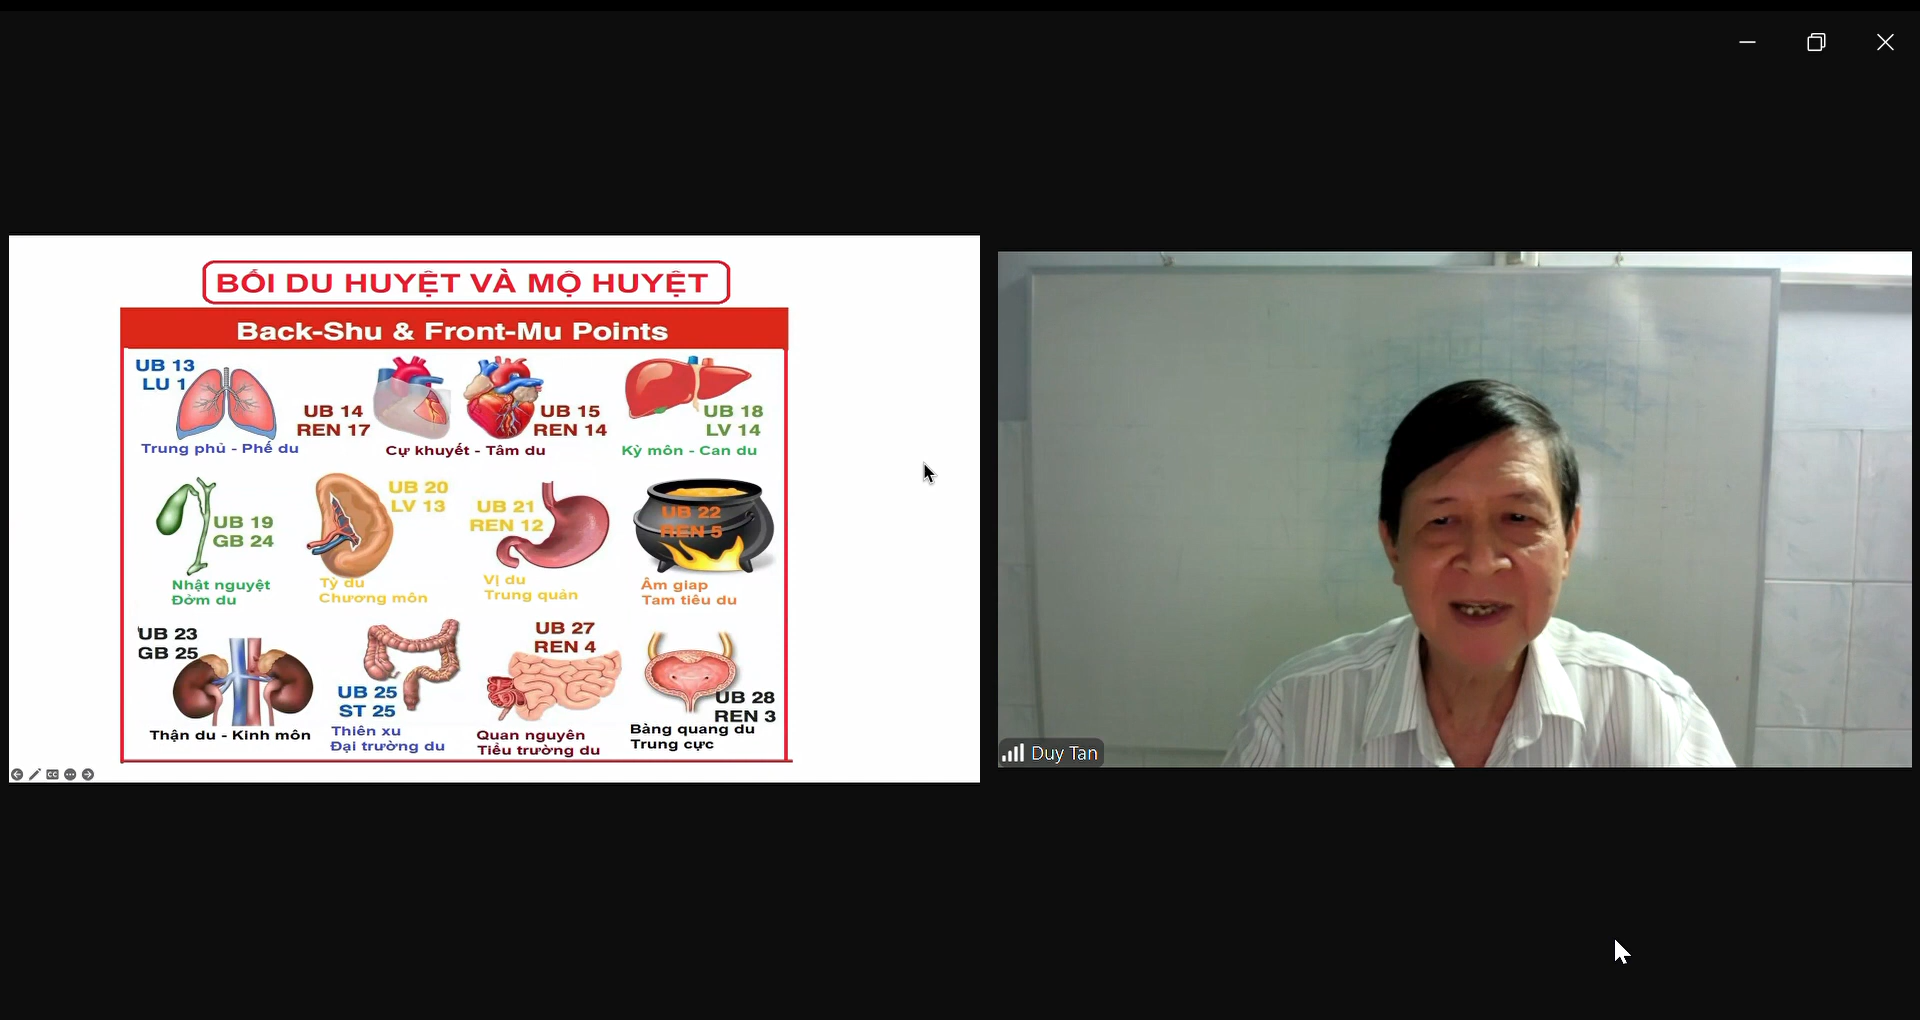 BỐI DU HUYỆT VÀ MỘ HUYỆT
Back-Shu & Front-Mu Points
UB 13
LU 1
Trung phủ - Phế du
UB 14
REN 17
UB 15
REN 14
Cự khuyết - Tâm du
UB 18
LV 14
Kỳ môn - Can du
UB 19
GB 24
Nhật nguyệt
Đởm du
UB 20
LV 13
Tỳ du
Chương môn
UB 21
REN 12
Vị du
Trung quản
UB 22
REN 5
Âm giap
Tam tiêu du
UB 23
GB 25
Thận du - Kinh môn
UB 25
ST 25
Thiên xu
Đại trường du
UB 27
REN 4
Quan nguyên
Tiểu trường du
UB 28
REN 3
Bàng quang du
Trung cực
CC
Duy Tan